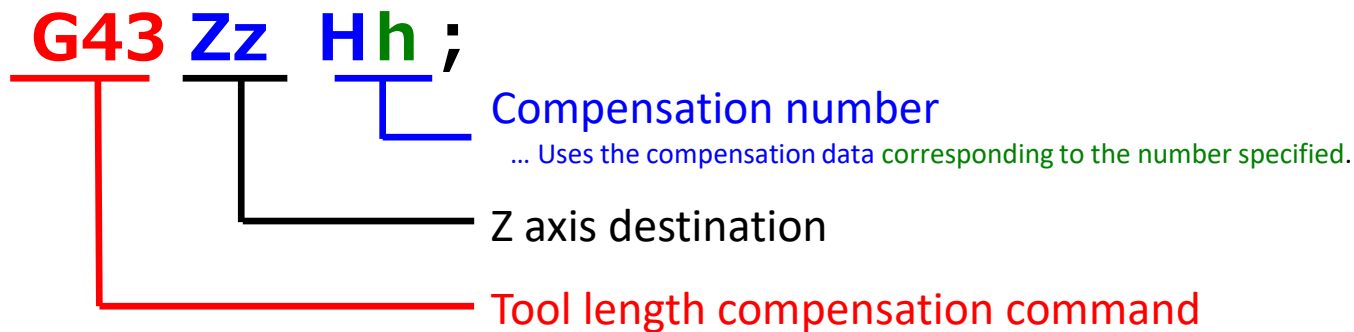 G43 Zz Hh ;
Compensation number
... Uses the compensation data corresponding to the number specified.
Z axis destination
Tool length compensation command